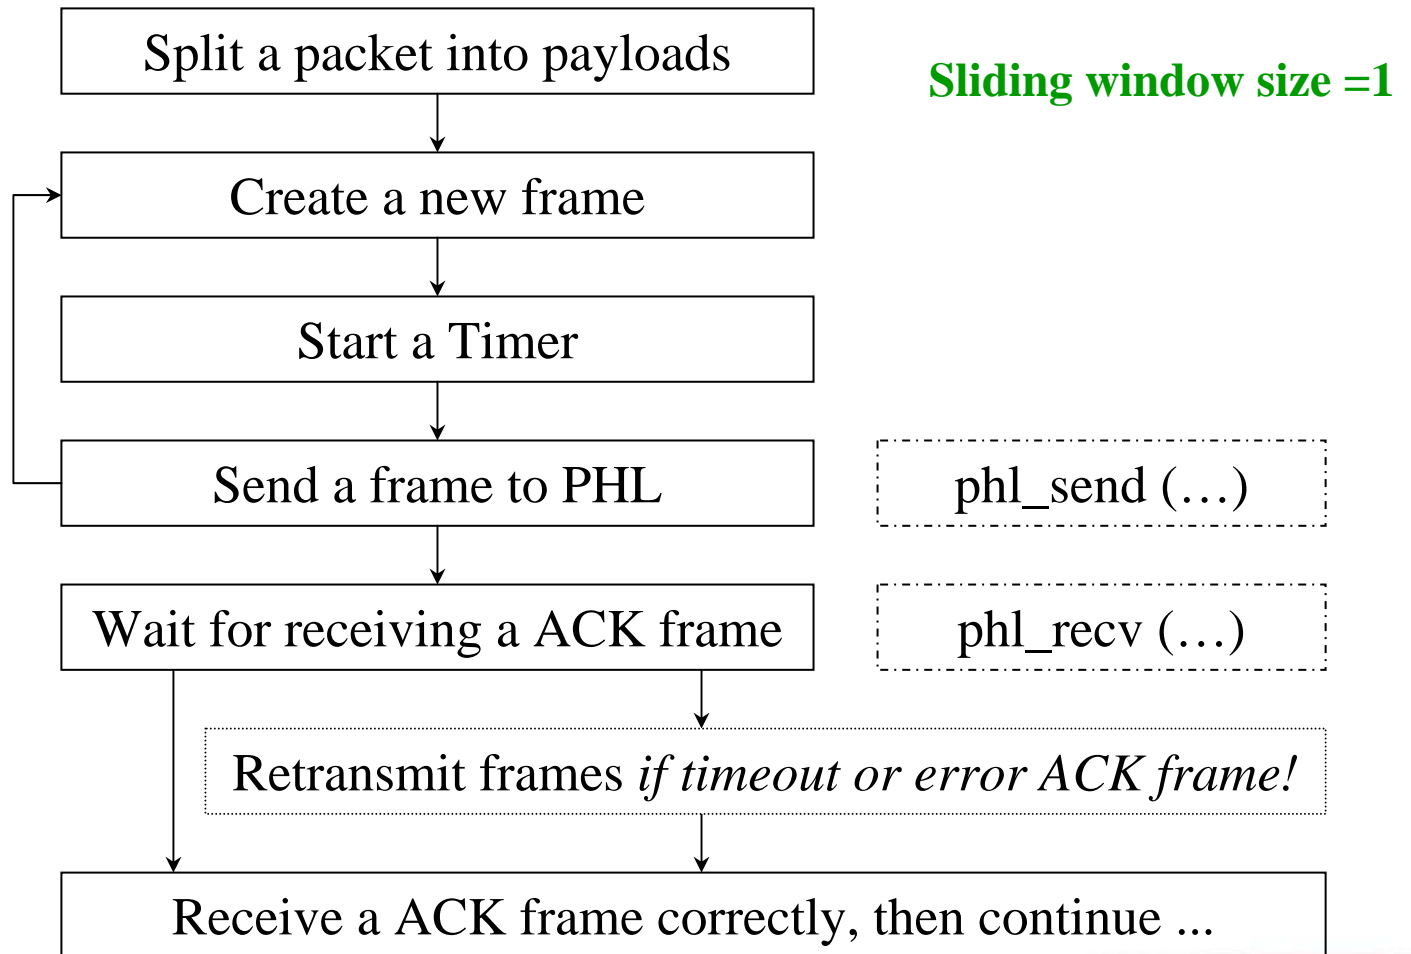 Split a packet into payloads
Sliding window size =1
Create a new frame
Start a Timer
Send a frame to PHL
phl_send (…)
Wait for receiving a ACK frame
phl_recv (…)
Retransmit frames if timeout or error ACK frame!
Receive a ACK frame correctly, then continue ...